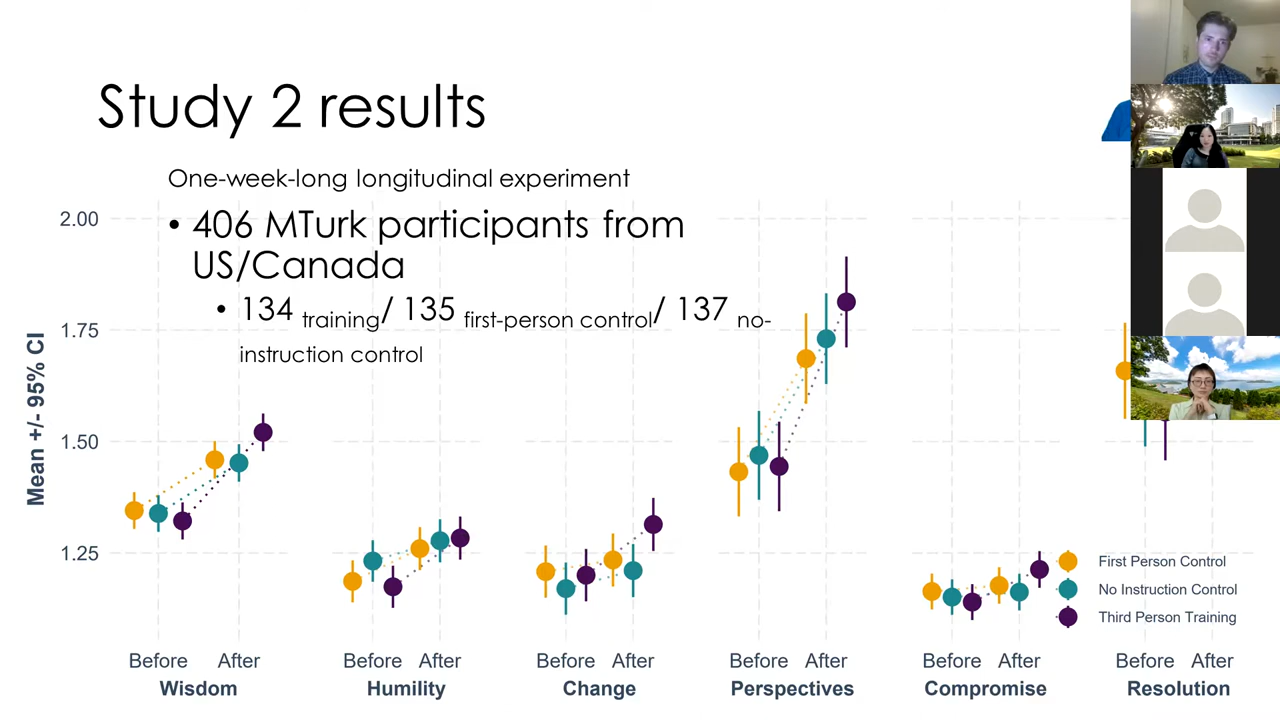 Study 2 results
One-week-long longitudinal experiment
• 406 MTurk participants from
US/Canada
• 134 training/ 135 first-person control/ 137 no-
instruction control
Mean +/- 95% CI
2.00
1.75
1.50
1.25
First Person Control
No Instruction Control
Third Person Training
Before After Before After Before After Before After Before After Before After
Wisdom Humility Change Perspectives Compromise Resolution